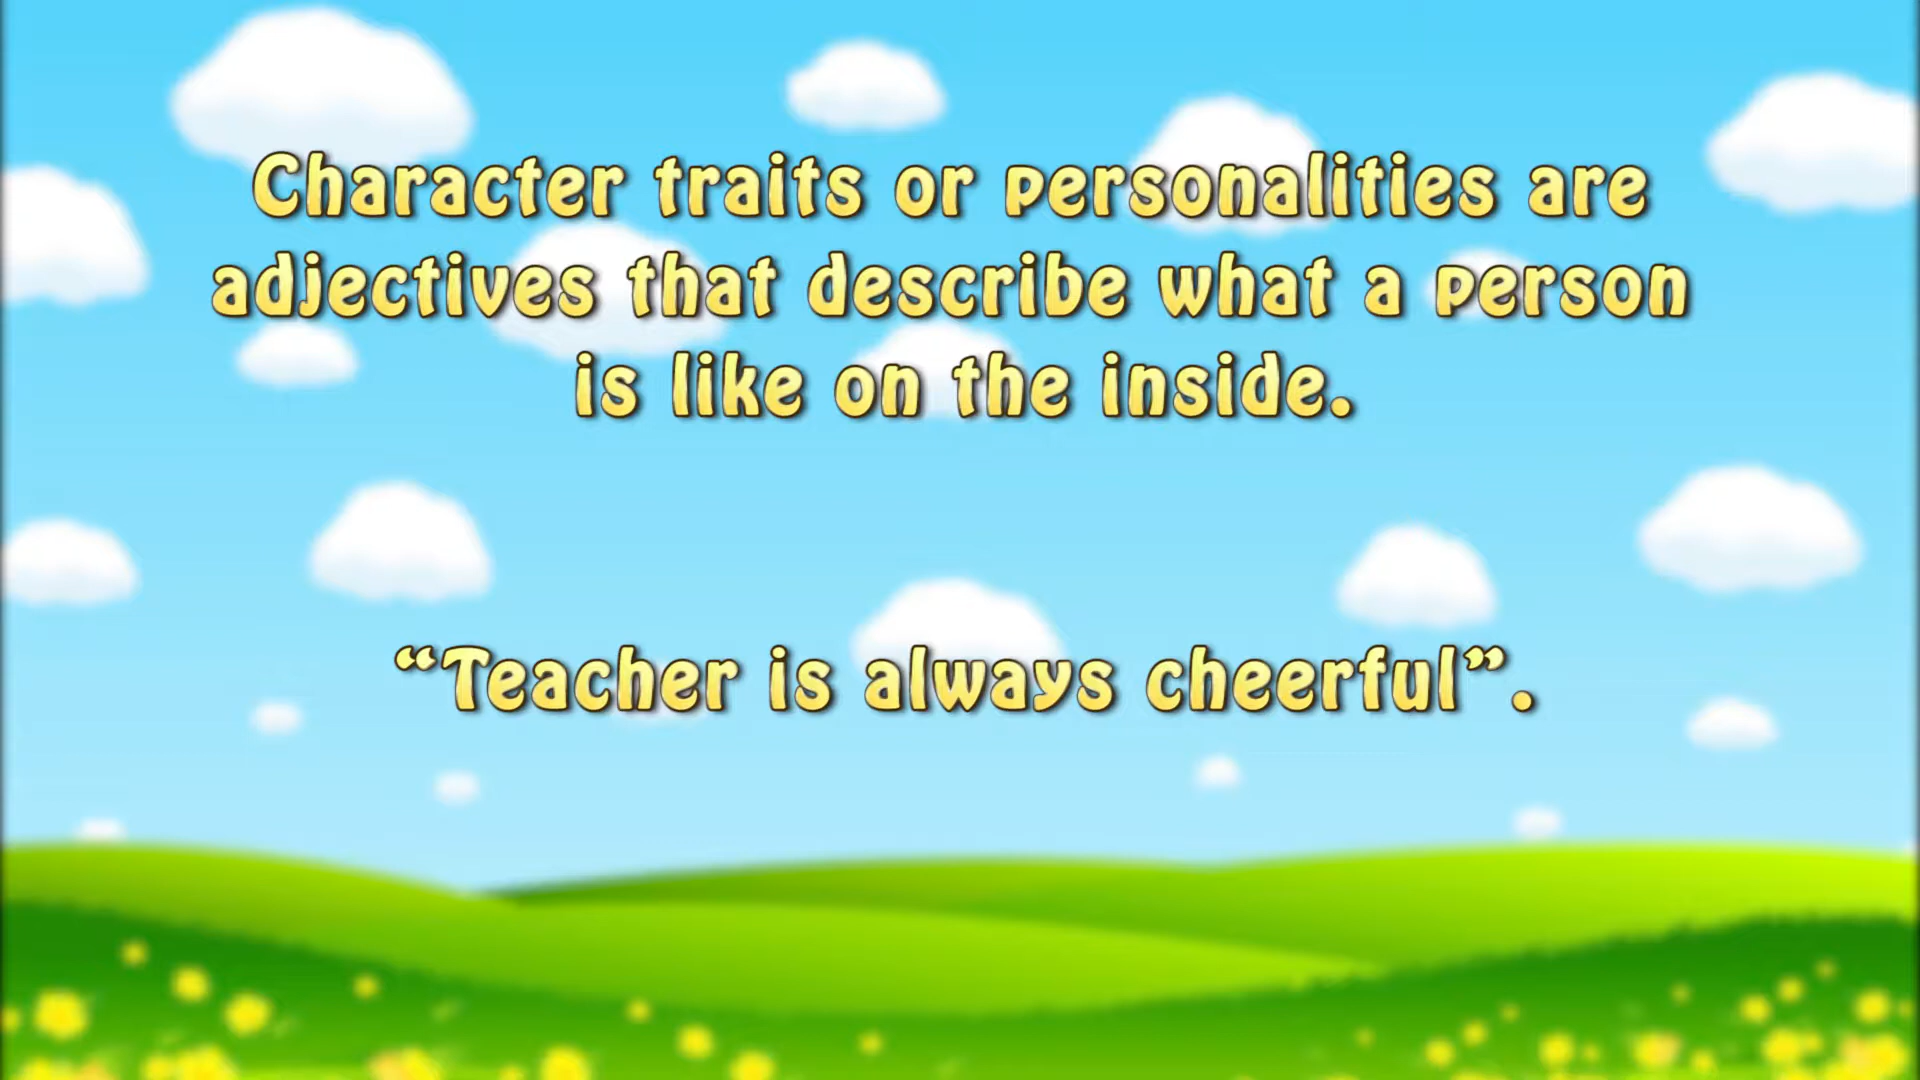 Character traits or personalities are
adjectives that describe what a person
is like on the inside.
“Teacher is always cheerful”.